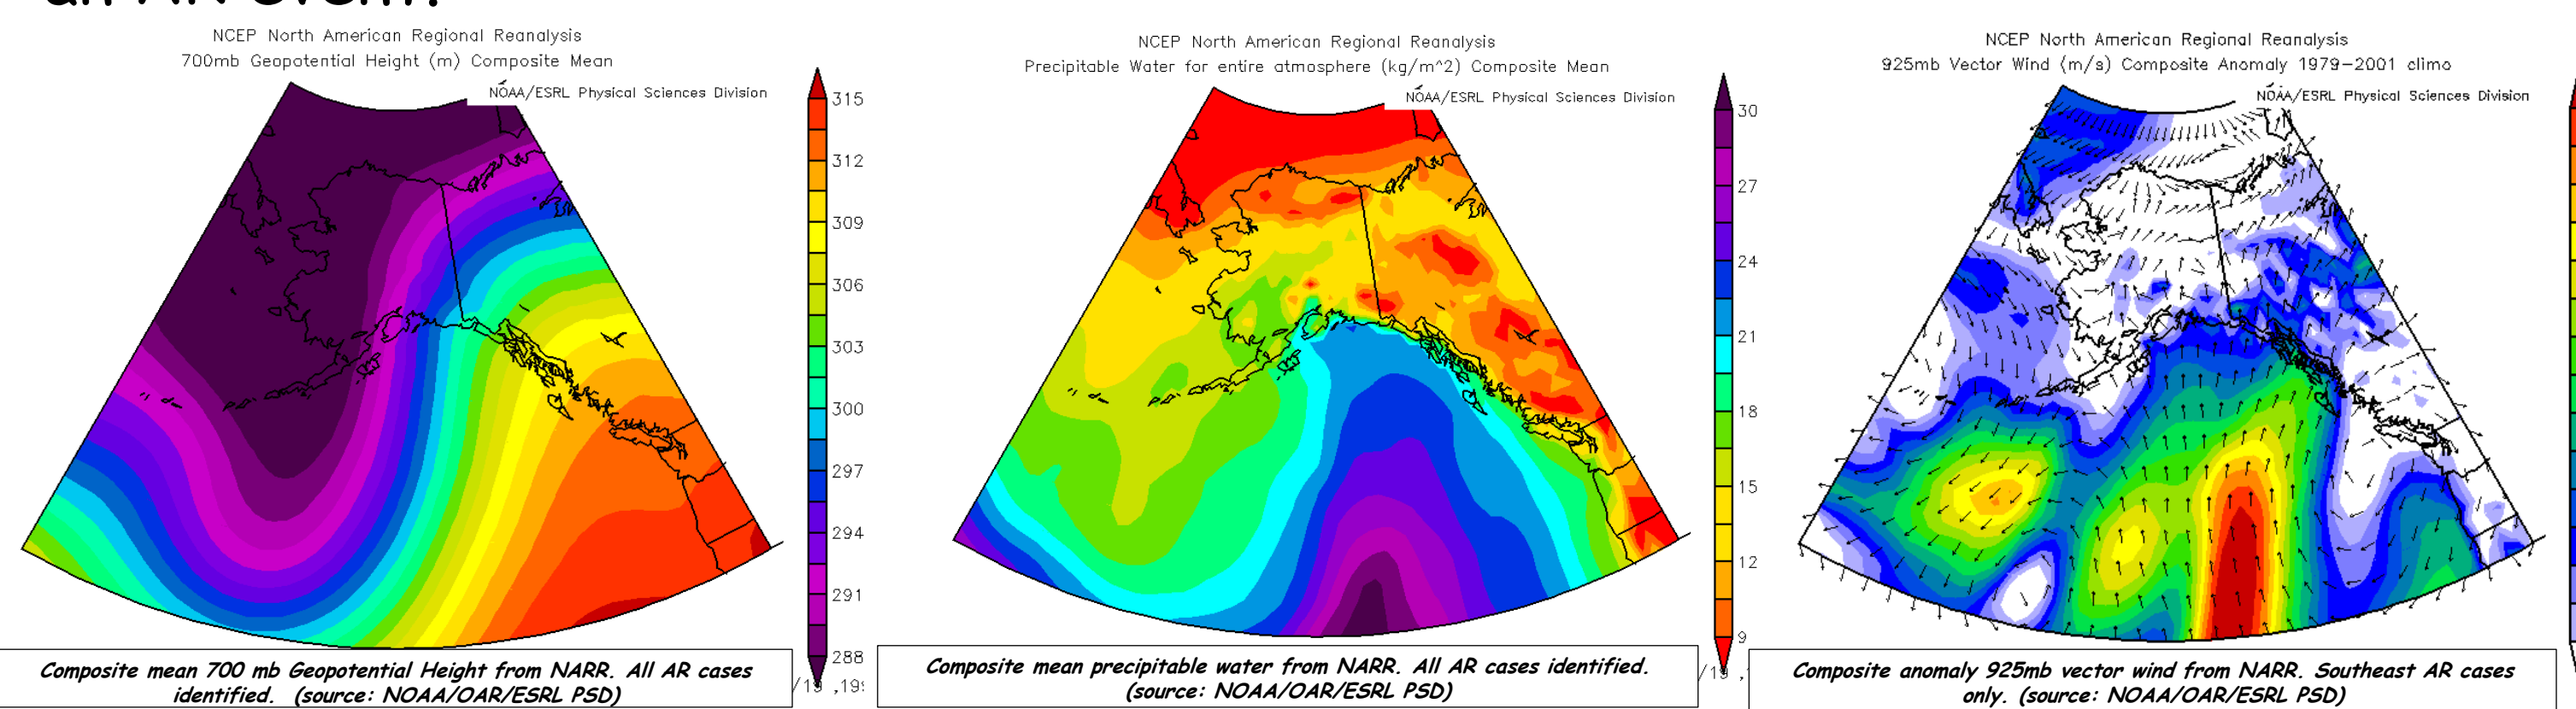 an AR event?
NCEP North American Regional Reanalysis
700mb Geopotential Height (m) Composite Mean
NOAA/ESRL Physical Sciences Division
315
312
309
306
303
300
297
294
291
288
Composite mean 700 mb Geopotential Height from NARR. All AR cases
identified. (source: NOAA/OAR/ESRL PSD)
/19 ,199
NCEP North American Regional Reanalysis
Precipitable Water for entire atmosphere (kg/m^2) Composite Mean
NOAA/ESRL Physical Sciences Division
30
27
24
21
18
15
12
9
Composite mean precipitable water from NARR. All AR cases identified.
(source: NOAA/OAR/ESRL PSD)
/19 ,
NCEP North American Regional Reanalysis
925mb Vector Wind (m/s) Composite Anomaly 1979-2001 climo
NOAA/ESRL Physical Sciences Division
Composite anomaly 925mb vector wind from NARR. Southeast AR cases
only. (source: NOAA/OAR/ESRL PSD)